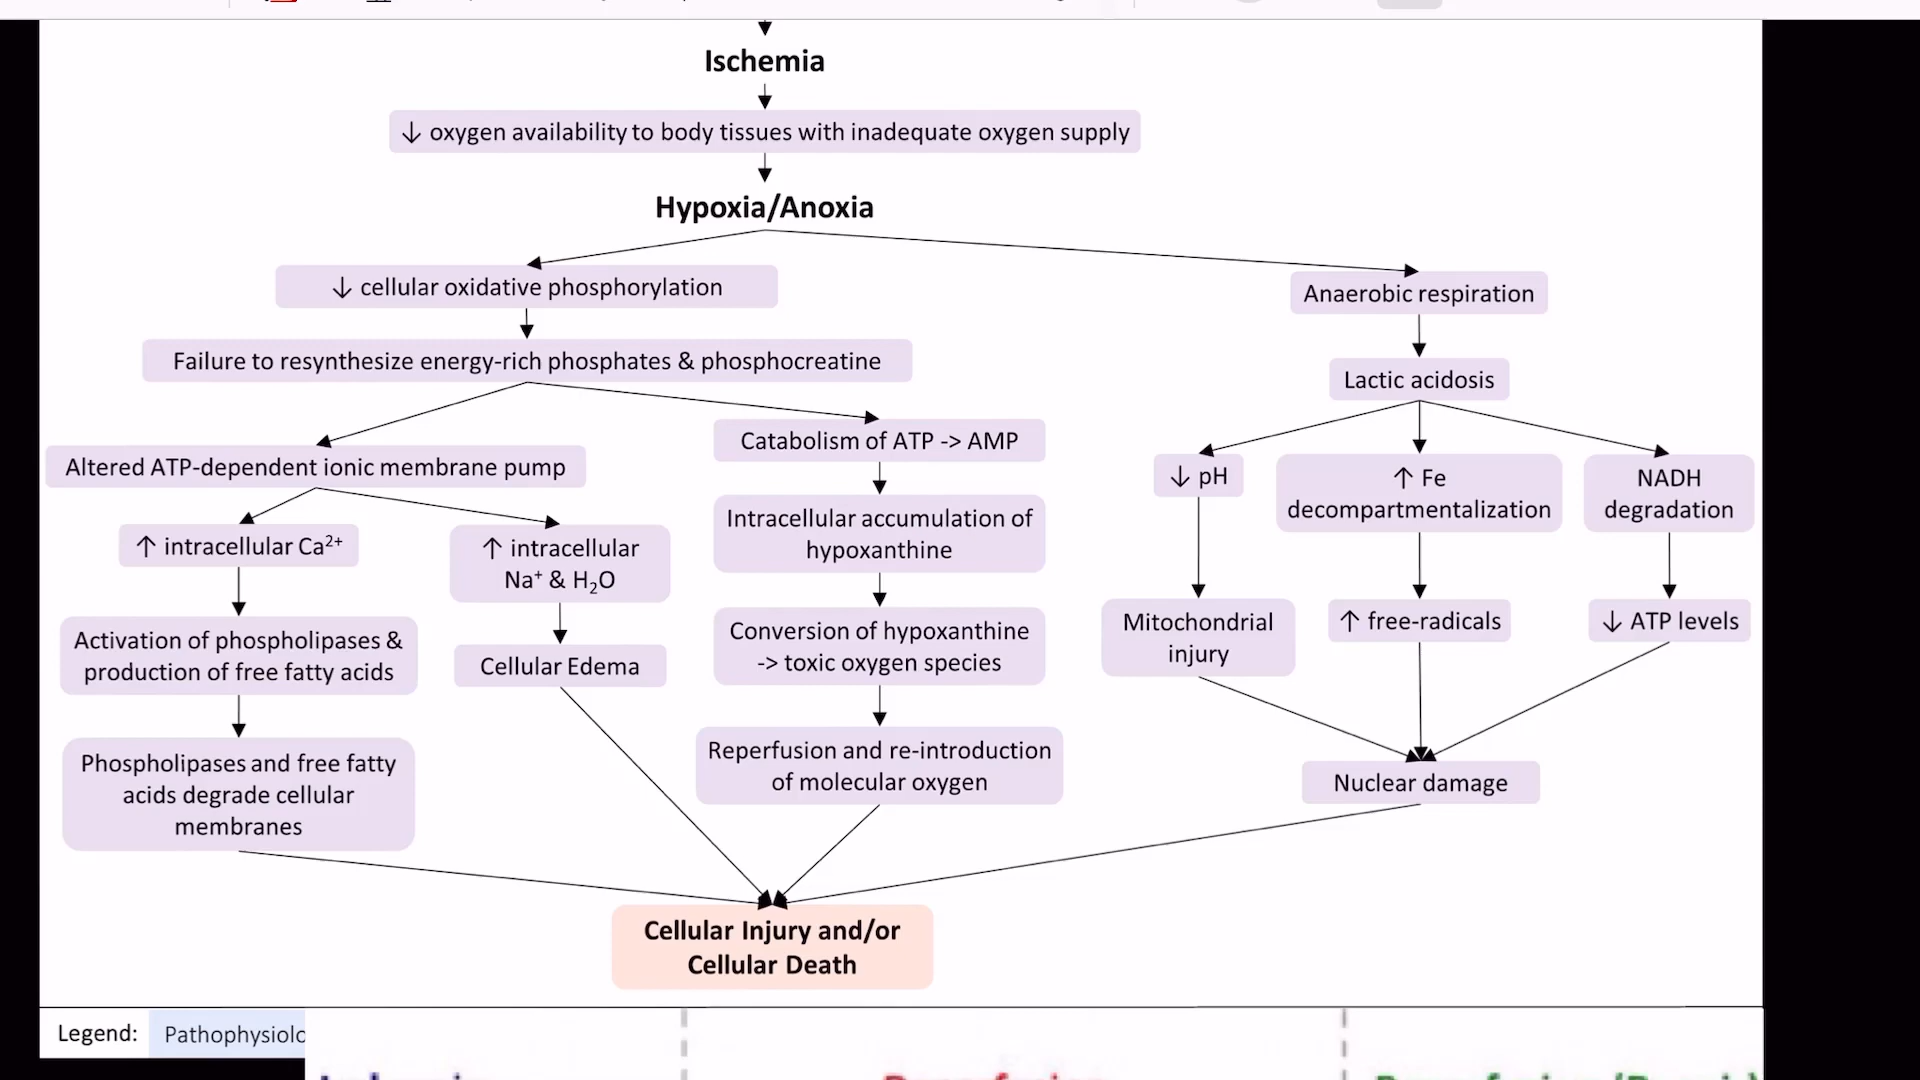 Ischemia
↓ oxygen availability to body tissues with inadequate oxygen supply
Hypoxia/Anoxia
↓ cellular oxidative phosphorylation
Anaerobic respiration
Failure to resynthesize energy-rich phosphates & phosphocreatine
Lactic acidosis
Altered ATP-dependent ionic membrane pump
Catabolism of ATP -> AMP
↓ pH
↑ Fe
decompartmentalization
NADH
degradation
↑ intracellular Ca²⁺
↑ intracellular
Na⁺ & H₂O
Intracellular accumulation of
hypoxanthine
Activation of phospholipases &
production of free fatty acids
Cellular Edema
Conversion of hypoxanthine
-> toxic oxygen species
Mitochondrial
injury
↑ free-radicals
↓ ATP levels
Phospholipases and free fatty
acids degrade cellular
membranes
Reperfusion and re-introduction
of molecular oxygen
Nuclear damage
Cellular Injury and/or
Cellular Death
Legend:
Pathophysiolo